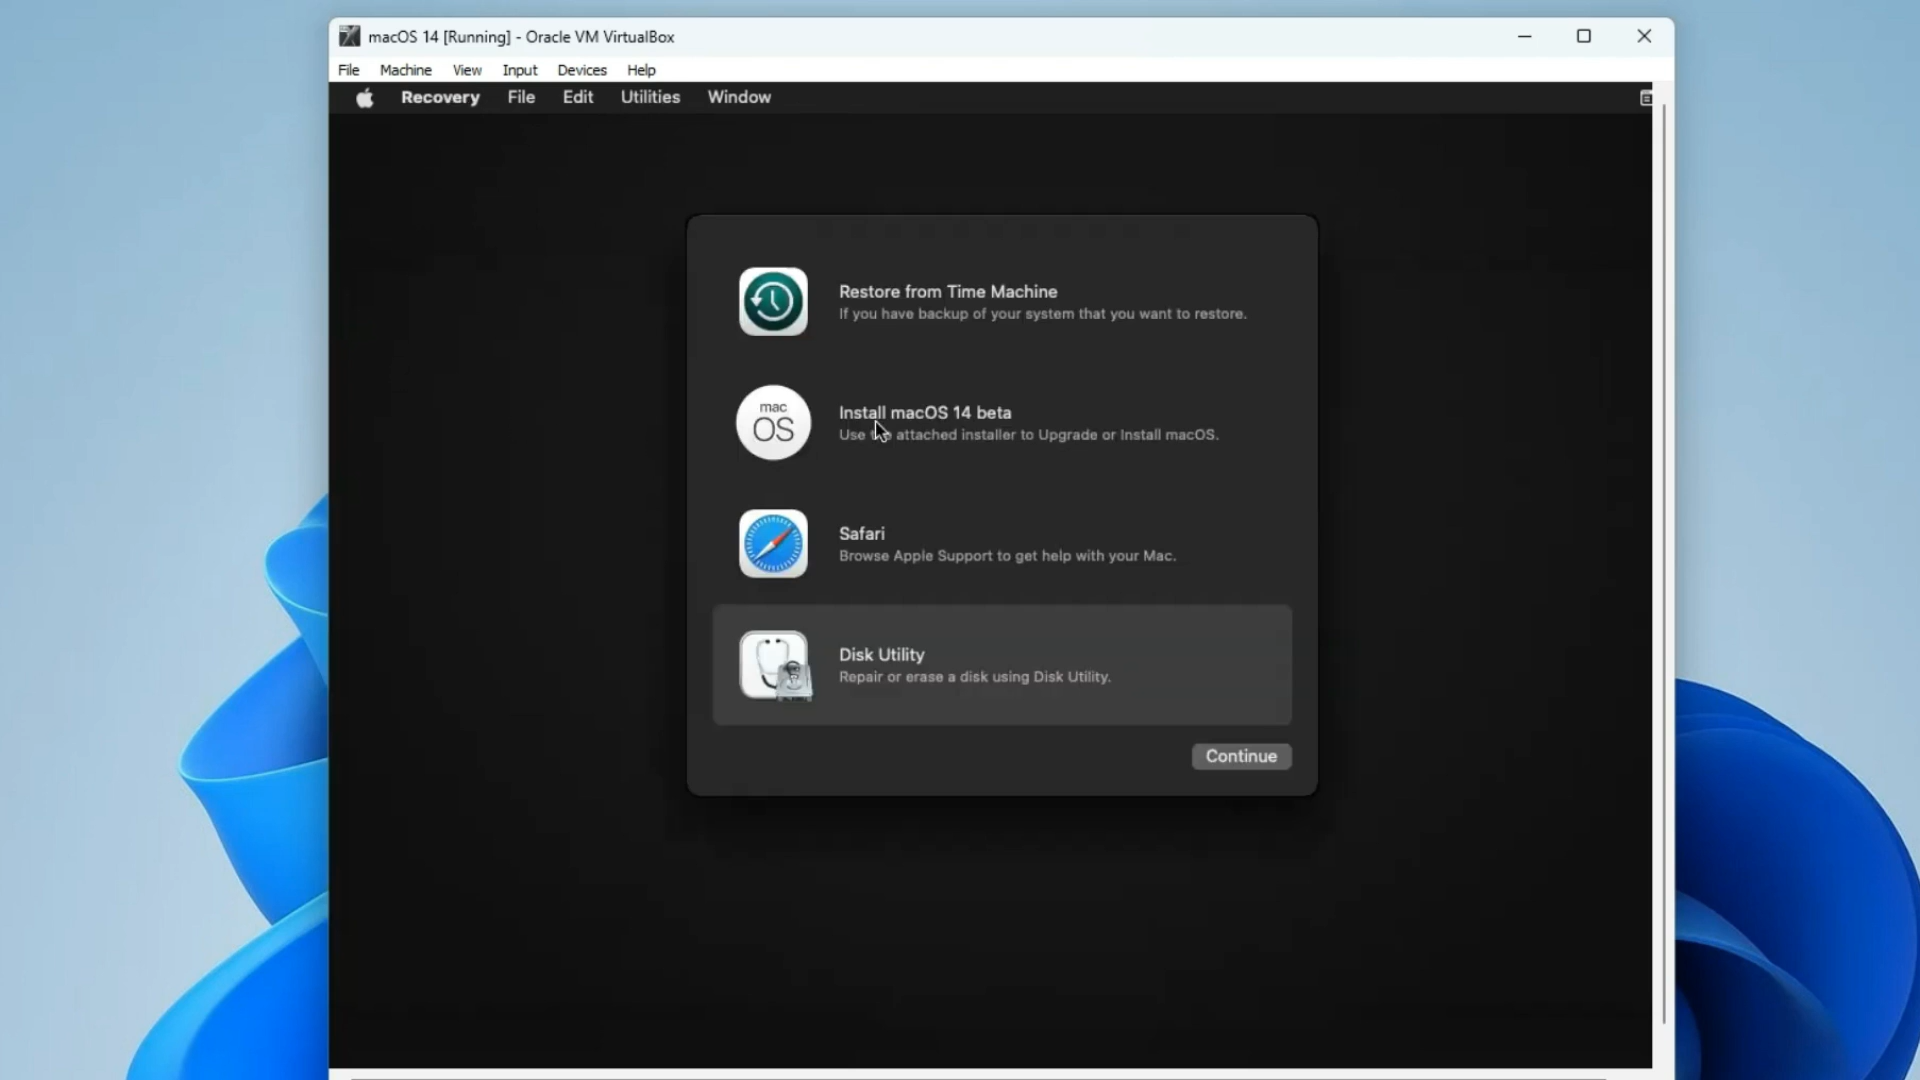 macOS 14 [Running] - Oracle VM VirtualBox
File Machine View Input Devices Help
Recovery File Edit Utilities Window
Restore from Time Machine
If you have backup of your system that you want to restore.
mac
OS
Install macOS 14 beta
Use attached installer to Upgrade or Install macOS.
Safari
Browse Apple Support to get help with your Mac.
Disk Utility
Repair or erase a disk using Disk Utility.
Continue